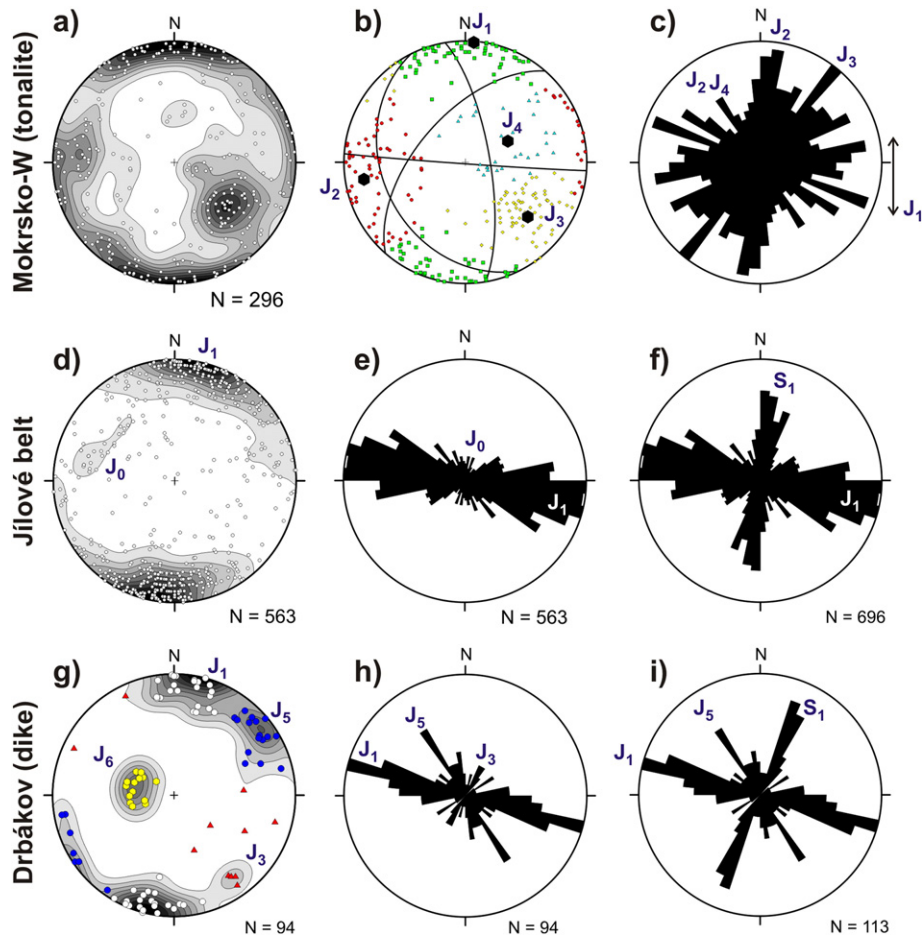 Mokrsko-W (tonalite)
a)
N
N = 296
b)
N
J1
J4
J2
J3
c)
N
J2
J3
J2 J4
J1
Jílové belt
d)
N
J1
J0
N = 563
e)
N
J0
J1
N = 563
f)
N
S1
J1
N = 696
Drbákov (dike)
g)
N
J1
J5
J6
J3
N = 94
h)
N
J5
J1
J3
N = 94
i)
N
J5
S1
J1
N = 113